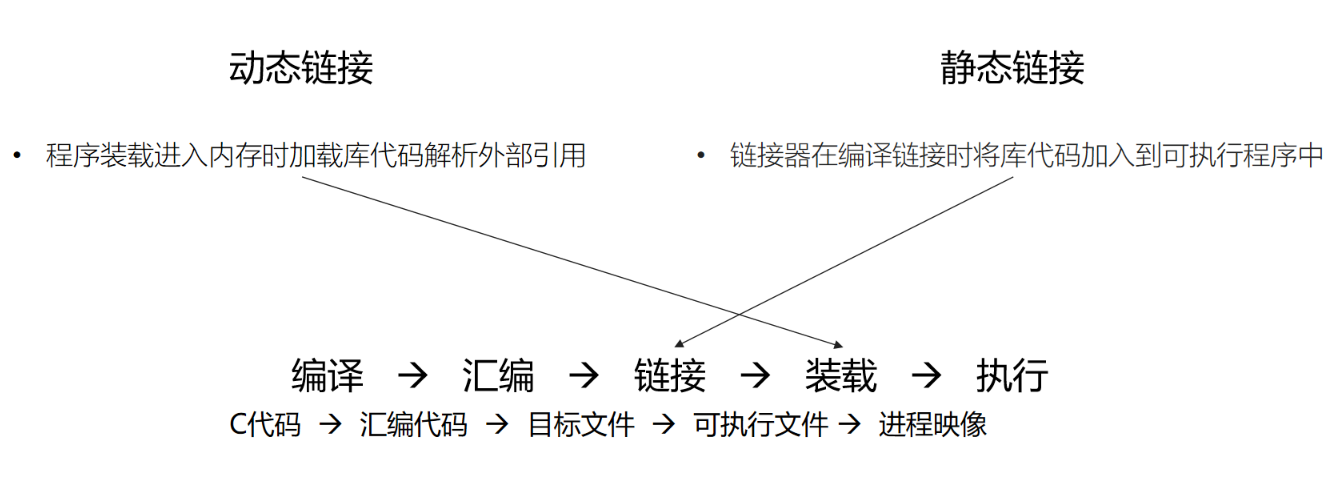 动态链接
静态链接
• 程序装载进入内存时加载库代码解析外部引用
• 链接器在编译链接时将库代码加入到可执行程序中
编译 → 汇编 → 链接 → 装载 → 执行
C代码 → 汇编代码 → 目标文件 → 可执行文件 → 进程映像